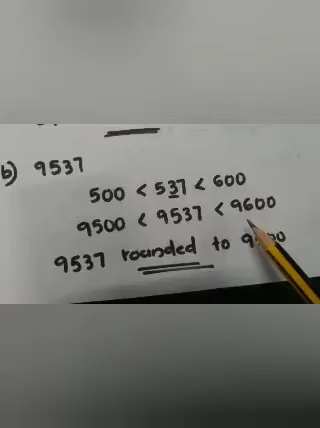 b) 9537
500 < 537 < 600
9500 < 9537 < 9600
9537 rounded to